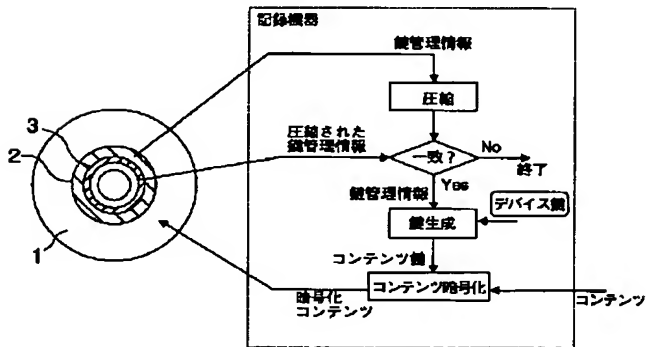 記録機器
鍵管理情報
圧縮
3
2
圧縮された
鍵管理情報
一致?
No
終了
Yes
鍵管理情報
デバイス鍵
鍵生成
1
コンテンツ鍵
コンテンツ暗号化
暗号化
コンテンツ
コンテンツ